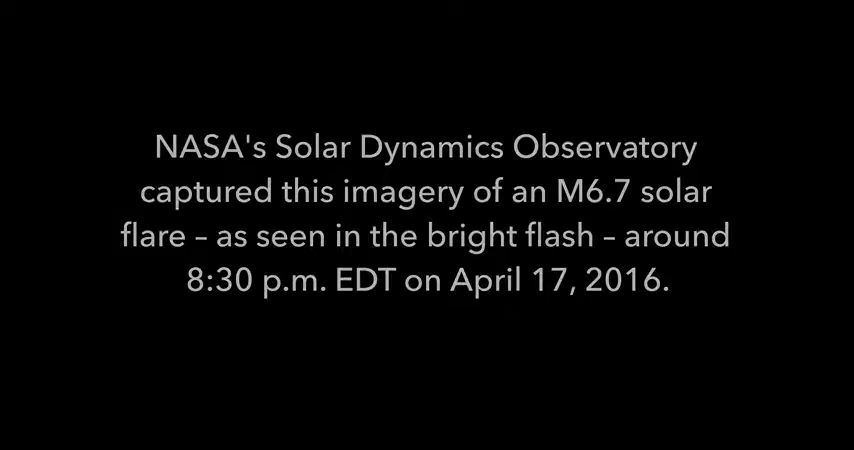 NASA's Solar Dynamics Observatory
captured this imagery of an M6.7 solar
flare – as seen in the bright flash – around
8:30 p.m. EDT on April 17, 2016.